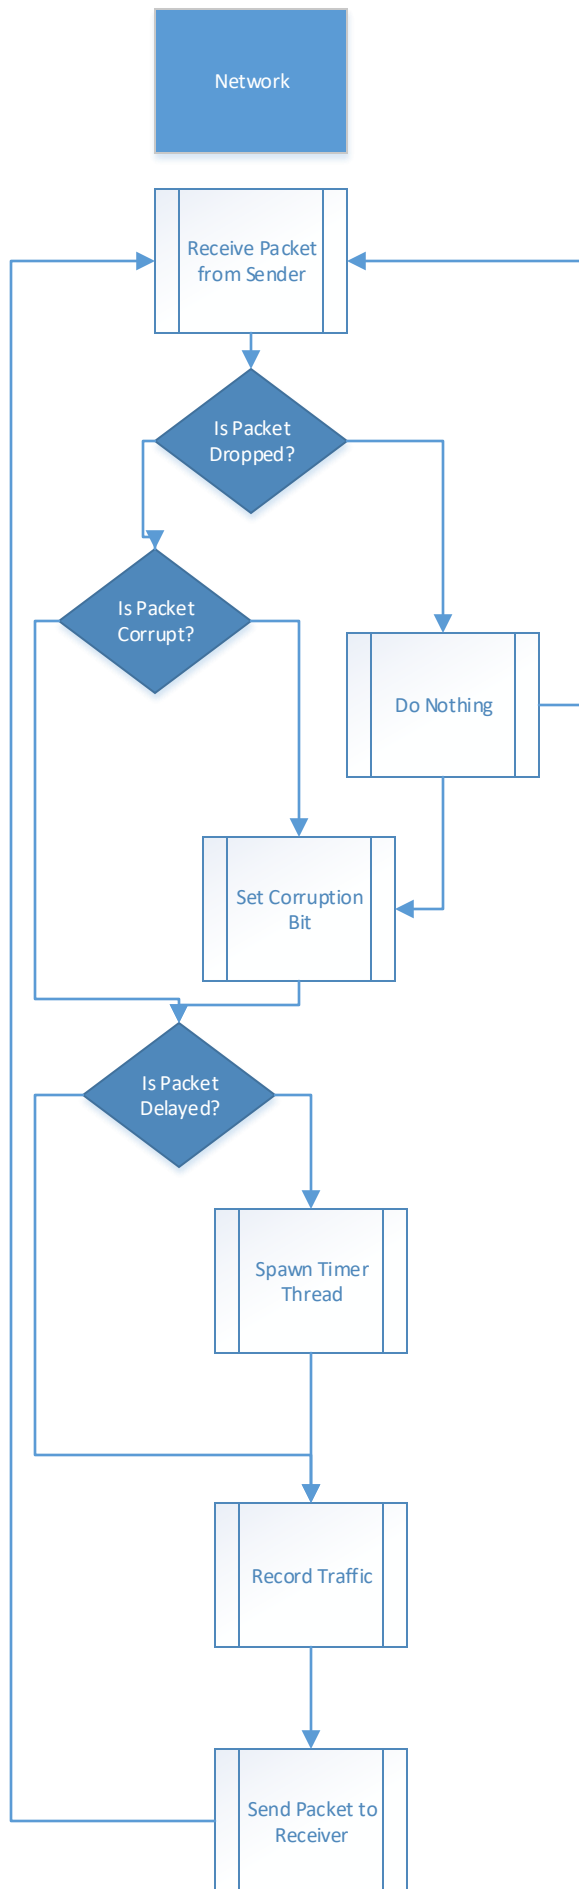 Network
Receive Packet
from Sender
Is Packet
Dropped?
Is Packet
Corrupt?
Do Nothing
Set Corruption
Bit
Is Packet
Delayed?
Spawn Timer
Thread
Record Traffic
Send Packet to
Receiver